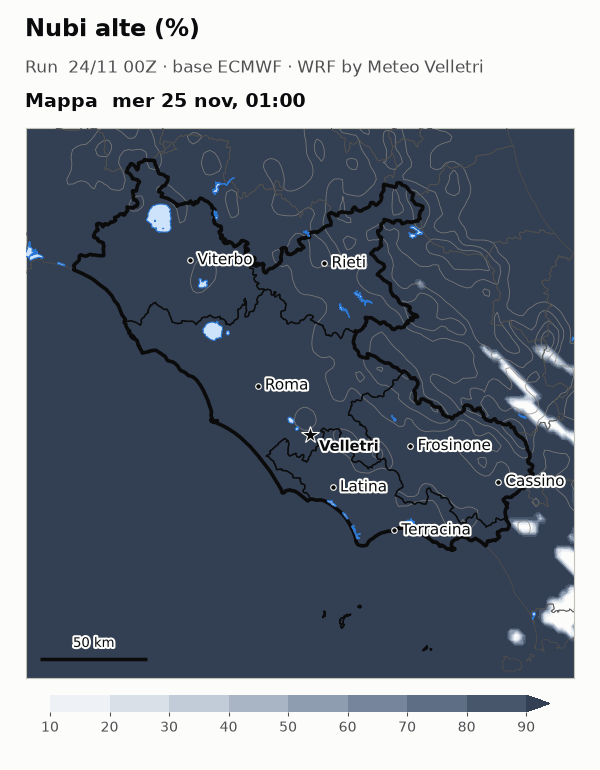 Nubi alte (%)
Run  24/11 00Z · base ECMWF · WRF by Meteo Velletri
Mappa  mer 25 nov, 01:00
Viterbo
Rieti
Roma
Velletri
Frosinone
Latina
Cassino
Terracina
50 km
10 20 30 40 50 60 70 80 90